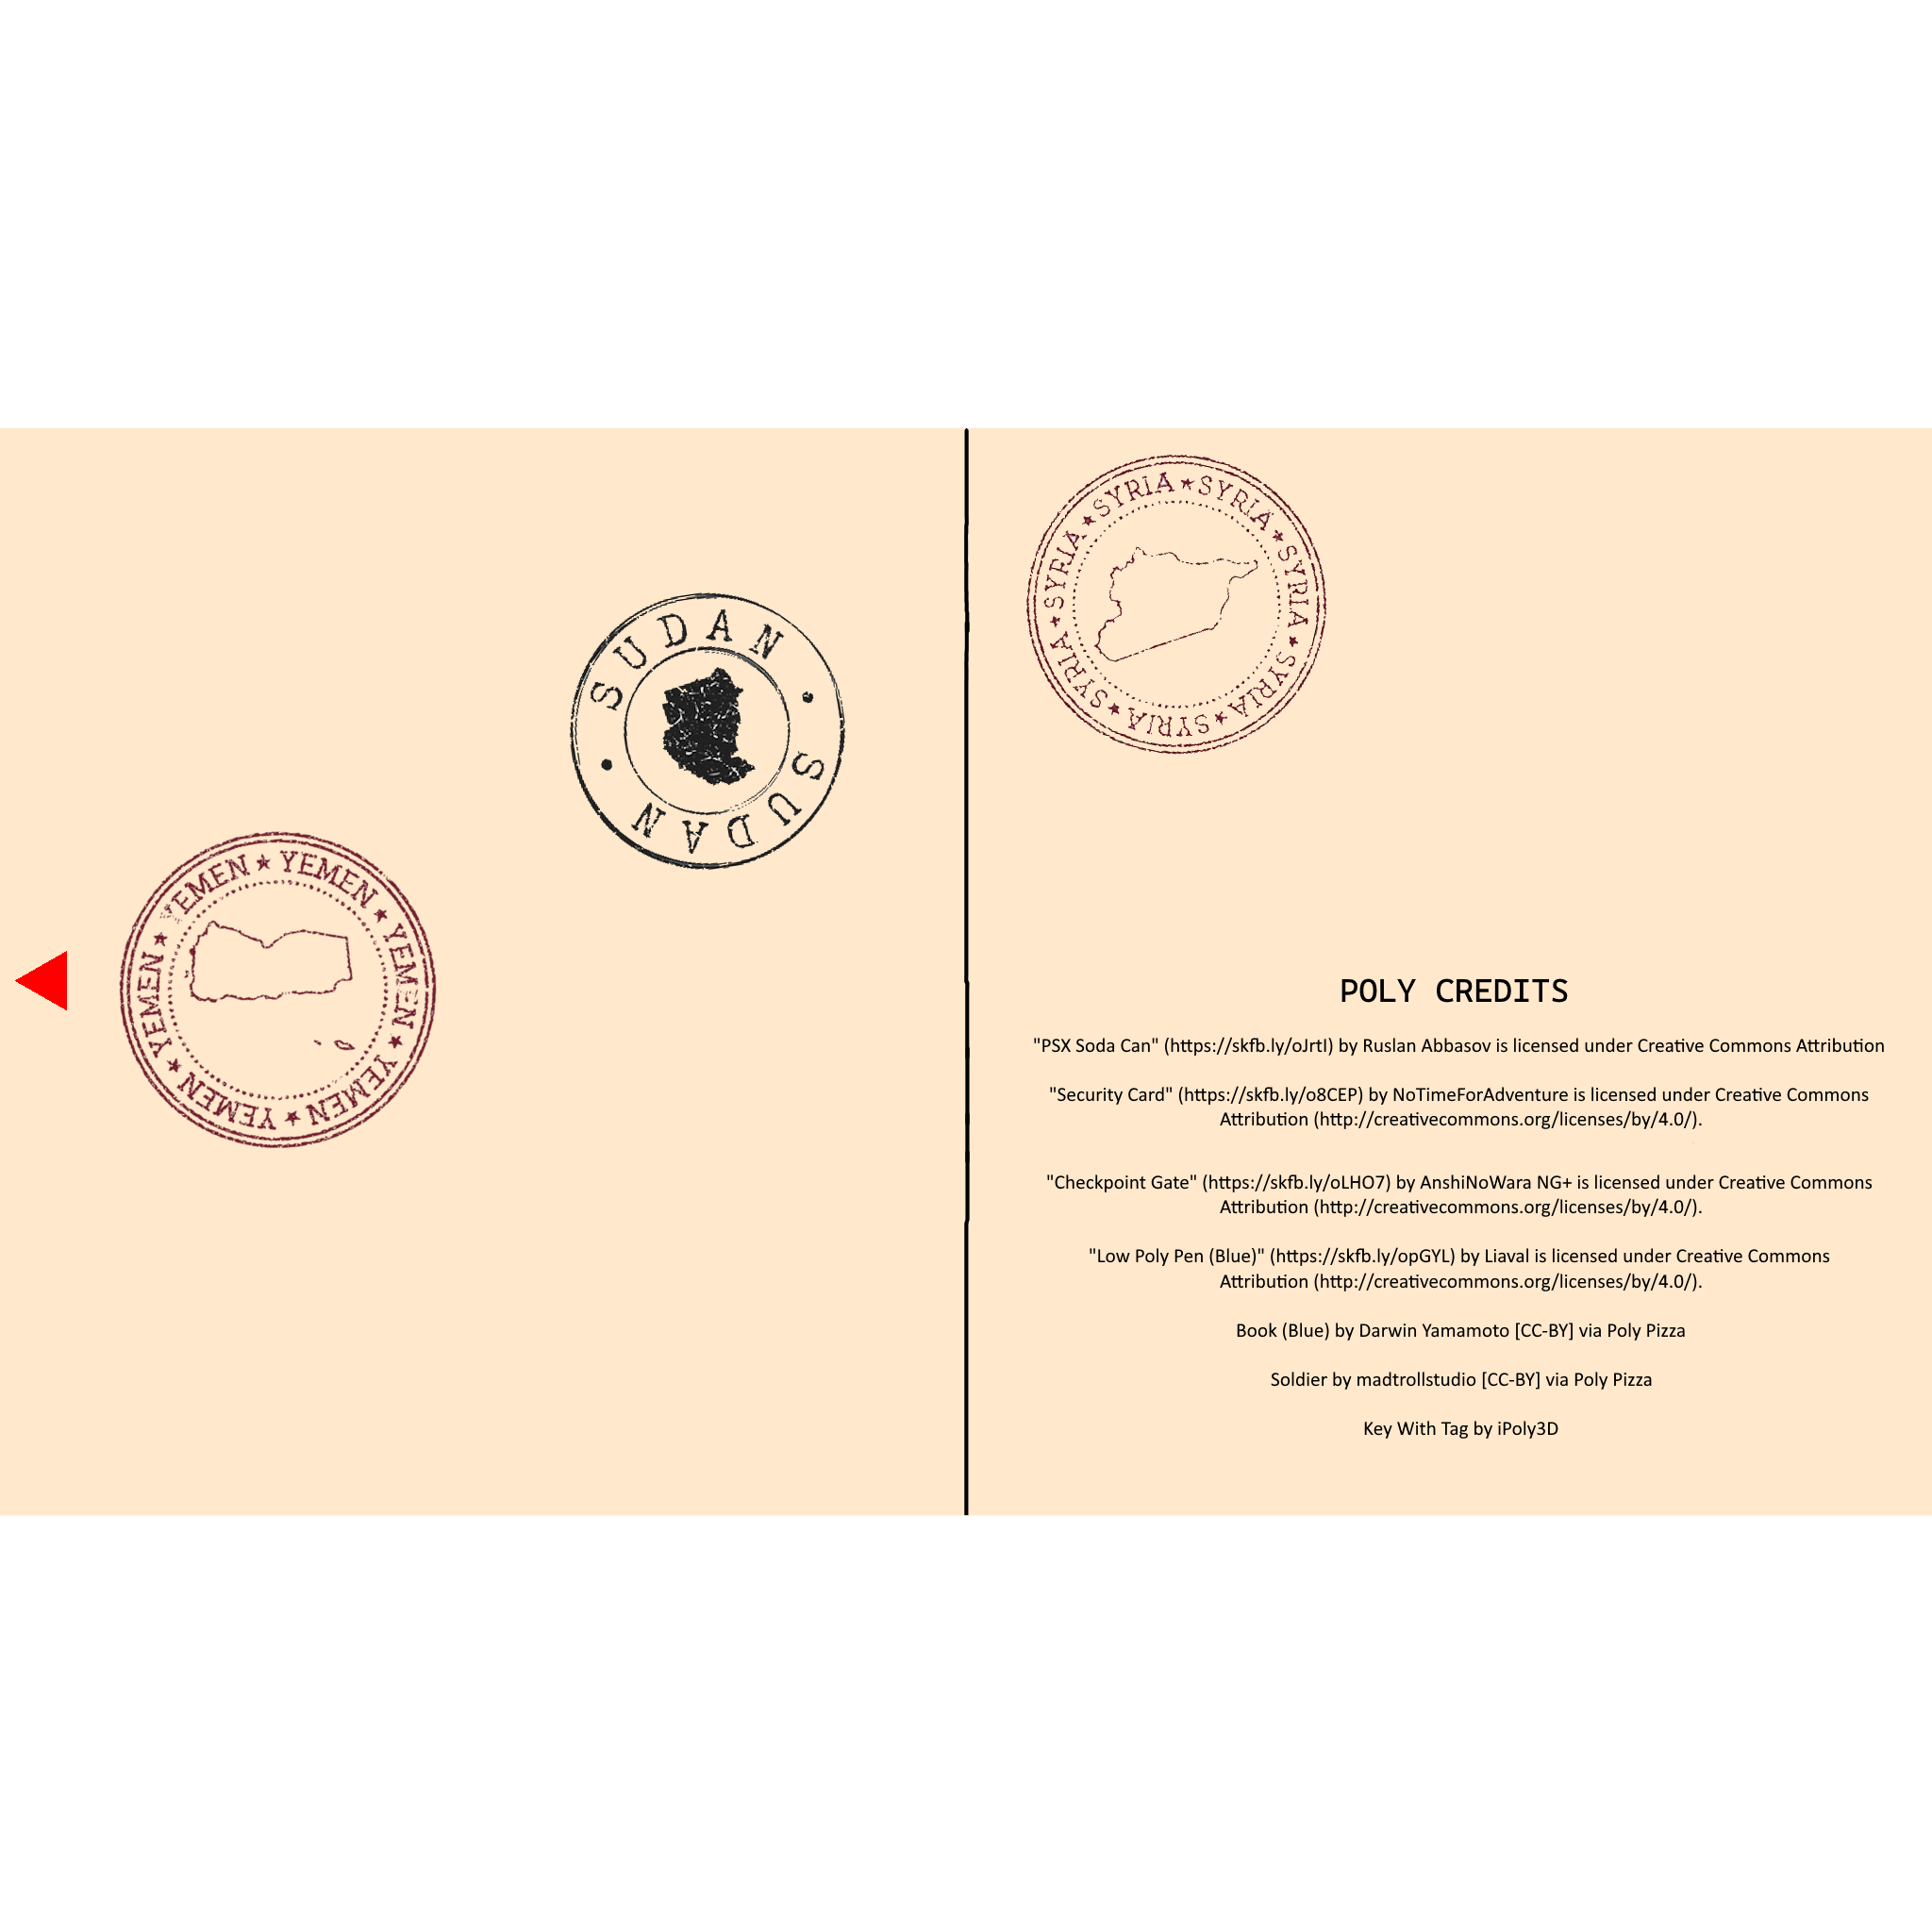 SUDAN • SUDAN •
YEMEN ★ YEMEN ★ YEMEN ★ YEMEN ★ YEMEN ★ YEMEN ★ YEMEN ★
SYRIA ★ SYRIA ★ SYRIA ★ SYRIA ★ SYRIA ★ SYRIA ★ SYRIA ★ SYRIA ★
POLY CREDITS
"PSX Soda Can" (https://skfb.ly/oJrtI) by Ruslan Abbasov is licensed under Creative Commons Attribution
"Security Card" (https://skfb.ly/o8CEP) by NoTimeForAdventure is licensed under Creative Commons
Attribution (http://creativecommons.org/licenses/by/4.0/).
"Checkpoint Gate" (https://skfb.ly/oLHO7) by AnshiNoWara NG+ is licensed under Creative Commons
Attribution (http://creativecommons.org/licenses/by/4.0/).
"Low Poly Pen (Blue)" (https://skfb.ly/opGYL) by Liaval is licensed under Creative Commons
Attribution (http://creativecommons.org/licenses/by/4.0/).
Book (Blue) by Darwin Yamamoto [CC-BY] via Poly Pizza
Soldier by madtrollstudio [CC-BY] via Poly Pizza
Key With Tag by iPoly3D